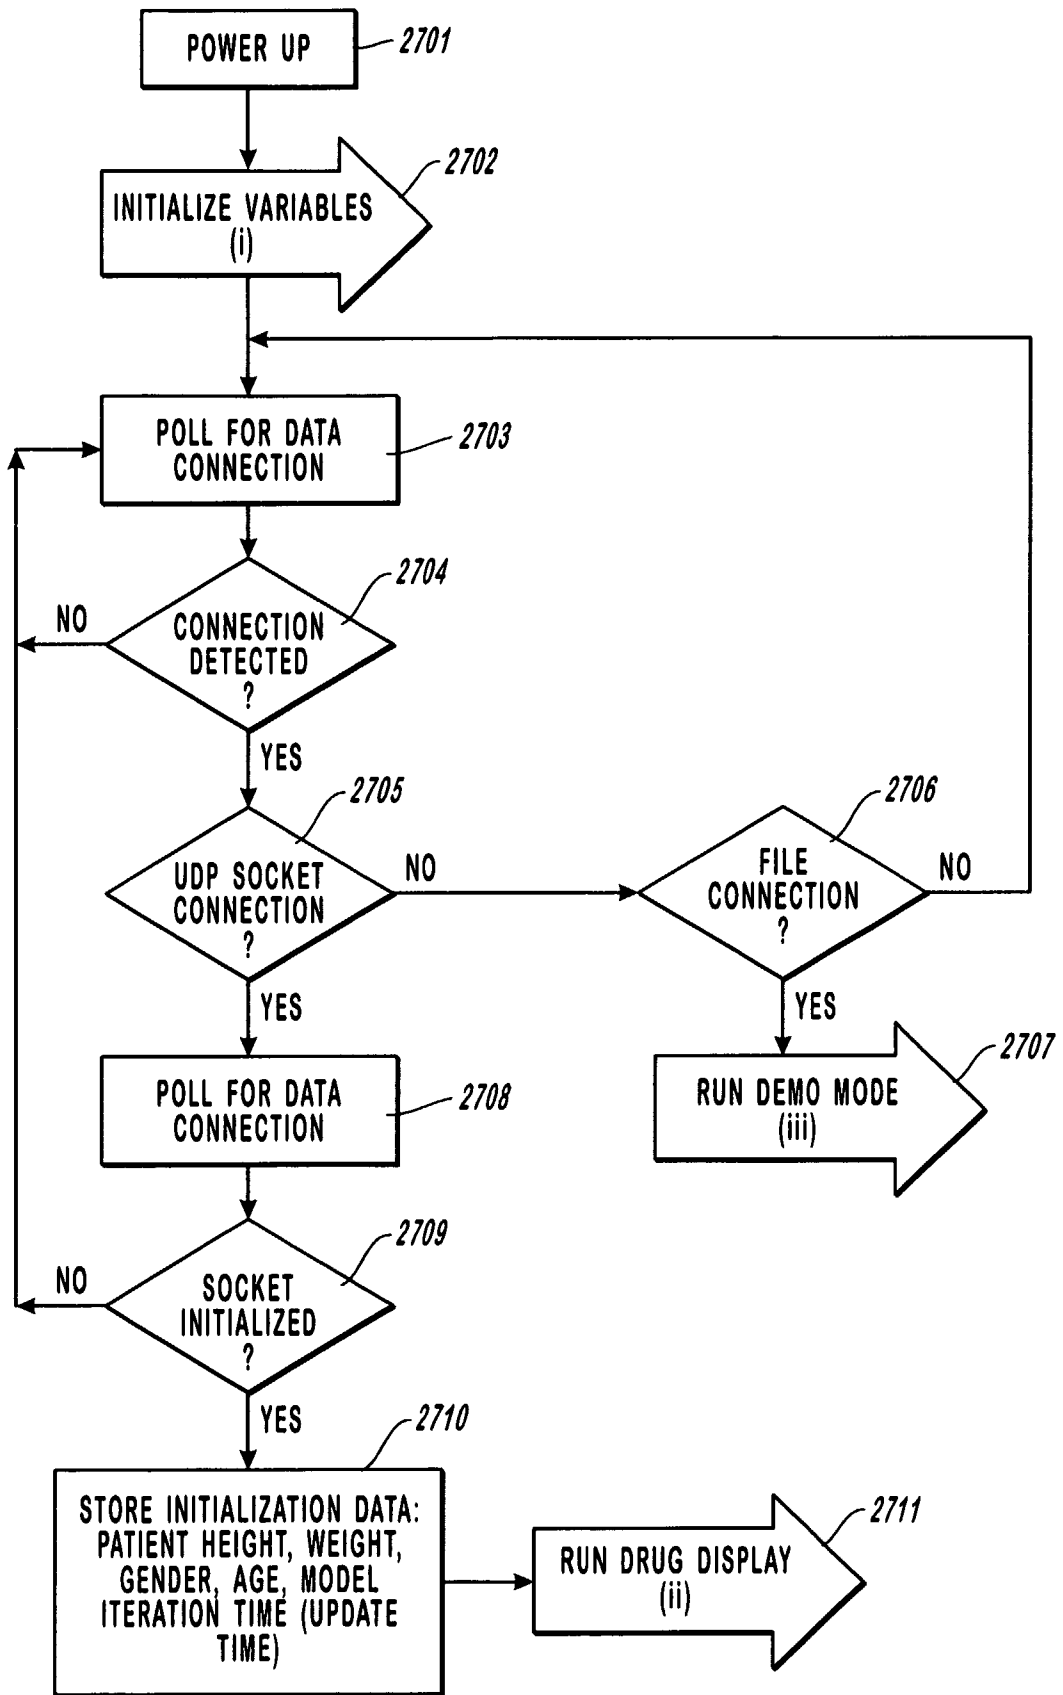 POWER UP
2701
INITIALIZE VARIABLES
(i)
2702
POLL FOR DATA
CONNECTION
2703
CONNECTION
DETECTED
?
2704
NO
YES
UDP SOCKET
CONNECTION
?
2705
NO
YES
FILE
CONNECTION
?
2706
NO
YES
RUN DEMO MODE
(iii)
2707
POLL FOR DATA
CONNECTION
2708
SOCKET
INITIALIZED
?
2709
NO
YES
STORE INITIALIZATION DATA:
PATIENT HEIGHT, WEIGHT,
GENDER, AGE, MODEL
ITERATION TIME (UPDATE
TIME)
2710
RUN DRUG DISPLAY
(ii)
2711